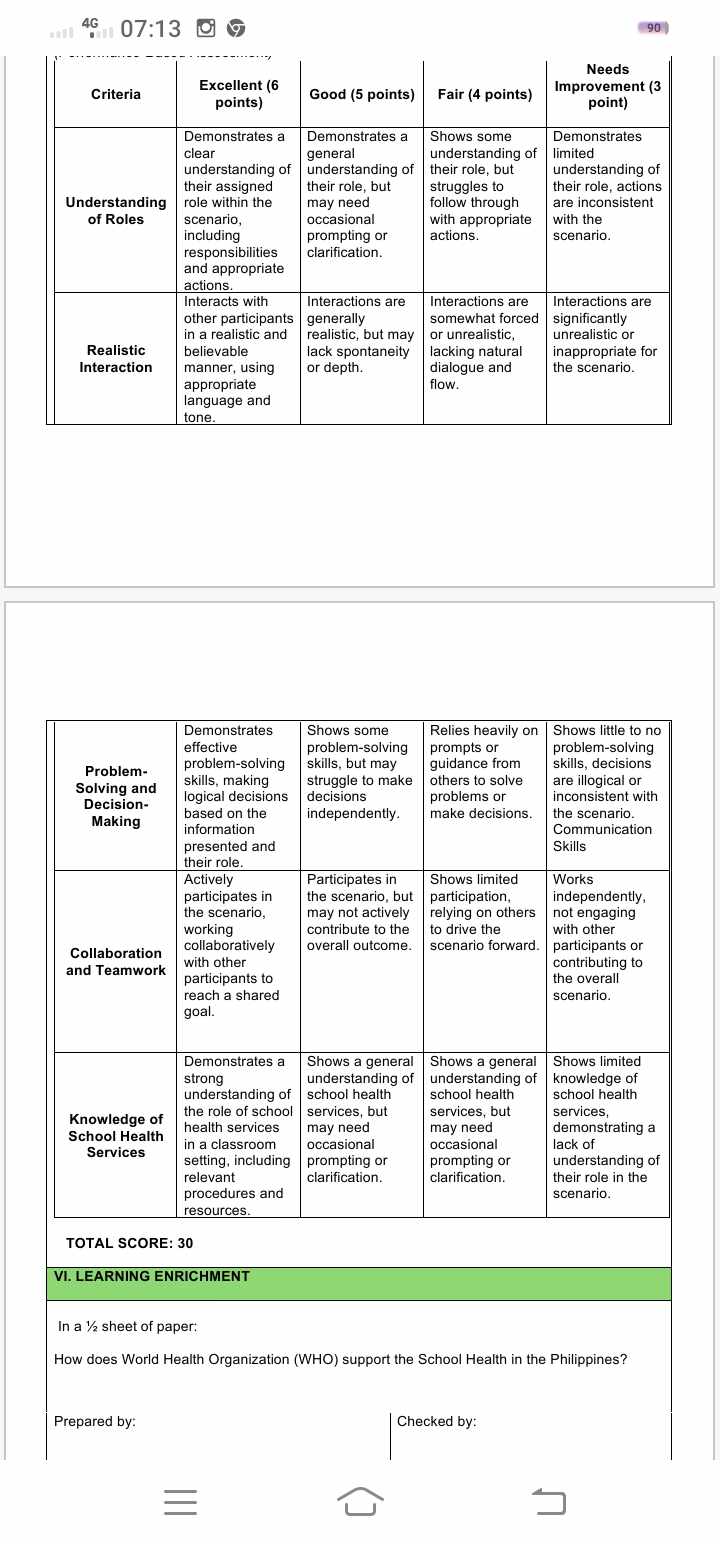 4G 07:13 90
Criteria
Excellent (6
points)
Good (5 points)
Fair (4 points)
Needs
Improvement (3
point)
Understanding
of Roles
Demonstrates a
clear
understanding of
their assigned
role within the
scenario,
including
responsibilities
and appropriate
actions.
Demonstrates a
general
understanding of
their role, but
may need
occasional
prompting or
clarification.
Shows some
understanding of
their role, but
struggles to
follow through
with appropriate
actions.
Demonstrates
limited
understanding of
their role, actions
are inconsistent
with the
scenario.
Realistic
Interaction
Interacts with
other participants
in a realistic and
believable
manner, using
appropriate
language and
tone.
Interactions are
generally
realistic, but may
lack spontaneity
or depth.
Interactions are
somewhat forced
or unrealistic,
lacking natural
dialogue and
flow.
Interactions are
significantly
unrealistic or
inappropriate for
the scenario.
Problem-
Solving and
Decision-
Making
Demonstrates
effective
problem-solving
skills, making
logical decisions
based on the
information
presented and
their role.
Shows some
problem-solving
skills, but may
struggle to make
decisions
independently.
Relies heavily on
prompts or
guidance from
others to solve
problems or
make decisions.
Shows little to no
problem-solving
skills, decisions
are illogical or
inconsistent with
the scenario.
Communication
Skills
Collaboration
and Teamwork
Actively
participates in
the scenario,
working
collaboratively
with other
participants to
reach a shared
goal.
Participates in
the scenario, but
may not actively
contribute to the
overall outcome.
Shows limited
participation,
relying on others
to drive the
scenario forward.
Works
independently,
not engaging
with other
participants or
contributing to
the overall
scenario.
Knowledge of
School Health
Services
Demonstrates a
strong
understanding of
the role of school
health services
in a classroom
setting, including
relevant
procedures and
resources.
Shows a general
understanding of
school health
services, but
may need
occasional
prompting or
clarification.
Shows a general
understanding of
school health
services, but
may need
occasional
prompting or
clarification.
Shows limited
knowledge of
school health
services,
demonstrating a
lack of
understanding of
their role in the
scenario.
TOTAL SCORE: 30
VI. LEARNING ENRICHMENT
In a ½ sheet of paper:
How does World Health Organization (WHO) support the School Health in the Philippines?
Prepared by:
Checked by: